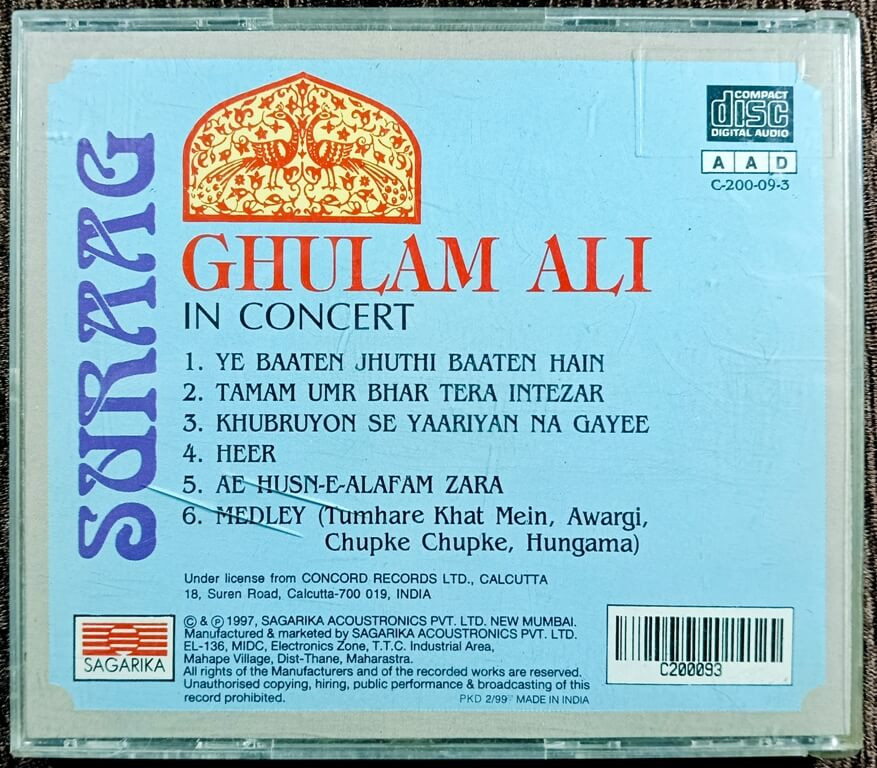 SURAAG
COMPACT
disc
DIGITAL AUDIO
A A D
C-200-09-3
GHULAM ALI
IN CONCERT
1. YE BAATEN JHUTHI BAATEN HAIN
2. TAMAM UMR BHAR TERA INTEZAR
3. KHUBRUYON SE YAARIYAN NA GAYEE
4. HEER
5. AE HUSN-E-ALAFAM ZARA
6. MEDLEY (Tumhare Khat Mein, Awargi,
Chupke Chupke, Hungama)
Under license from CONCORD RECORDS LTD., CALCUTTA
18, Suren Road, Calcutta-700 019, INDIA
SAGARIKA
© & ℗ 1997, SAGARIKA ACOUSTRONICS PVT. LTD. NEW MUMBAI.
Manufactured & marketed by SAGARIKA ACOUSTRONICS PVT. LTD.
EL-136, MIDC, Electronics Zone, T.T.C. Industrial Area,
Mahape Village, Dist-Thane, Maharastra.
All rights of the Manufacturers and of the recorded works are reserved.
Unauthorised copying, hiring, public performance & broadcasting of this
record prohibited.
PKD 2/99 MADE IN INDIA
C200093